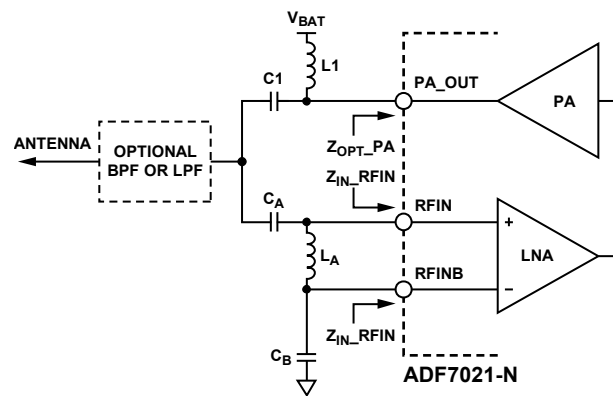 VBAT
L1
C1
PA_OUT
PA
ZOPT_PA
ANTENNA
OPTIONAL
BPF OR LPF
ZIN_RFIN
CA
RFIN
+
LA
LNA
RFINB
−
ZIN_RFIN
CB
ADF7021-N